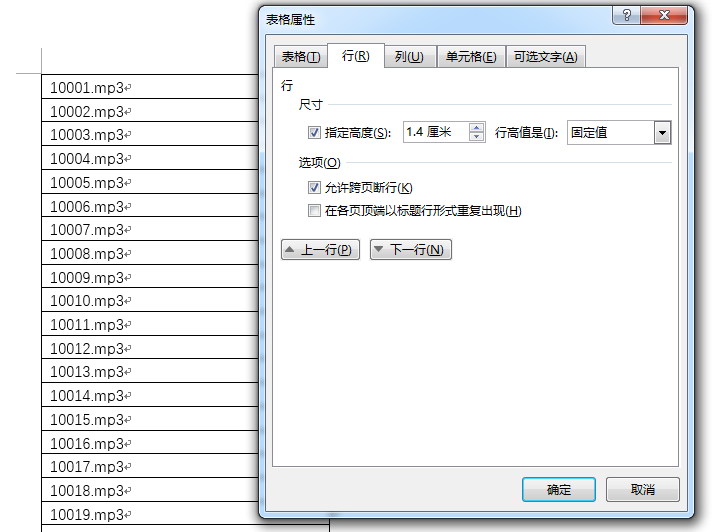 10001.mp3
10002.mp3
10003.mp3
10004.mp3
10005.mp3
10006.mp3
10007.mp3
10008.mp3
10009.mp3
10010.mp3
10011.mp3
10012.mp3
10013.mp3
10014.mp3
10015.mp3
10016.mp3
10017.mp3
10018.mp3
10019.mp3
表格属性
表格(T) 行(R) 列(U) 单元格(E) 可选文字(A)
行
尺寸
指定高度(S): 1.4 厘米 行高值是(I): 固定值
选项(O)
允许跨页断行(K)
在各页顶端以标题行形式重复出现(H)
上一行(P) 下一行(N)
确定 取消